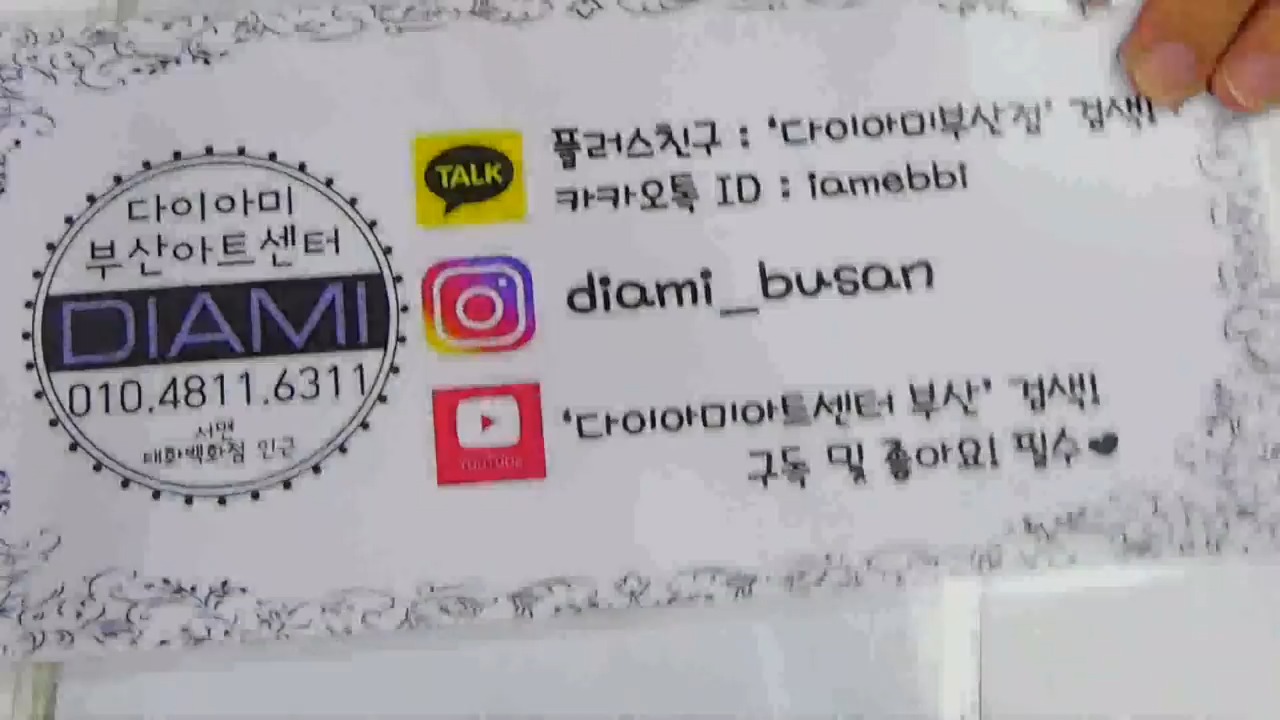 다이아미
부산아트센터
DIAMI
010.4811.6311
서면
태화백화점 인근
TALK
플러스친구 : '다이아미부산점' 검색!
카카오톡 ID : iamebbi
diami_busan
YOUTUBE
'다이아미아트센터 부산' 검색!
구독 및 좋아요! 필수❤